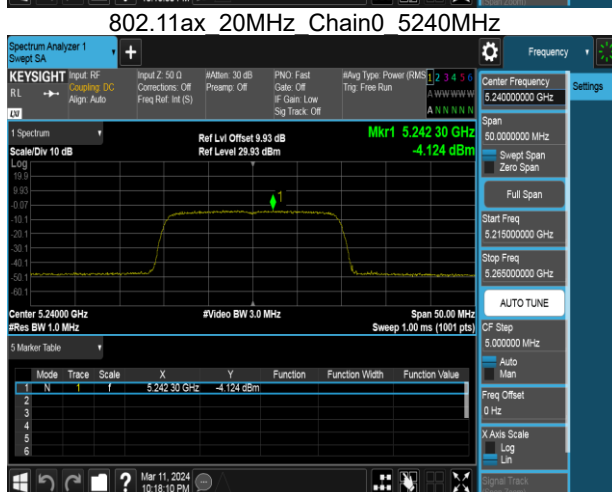 802.11ax_20MHz_Chain0_5240MHz
Spectrum Analyzer 1
Swept SA
Frequency
KEYSIGHT
RL
Input: RF
Coupling: DC
Align: Auto
Input Z: 50 Ω
Corrections: Off
Freq Ref: Int (S)
#Atten: 30 dB
Preamp: Off
PNO: Fast
Gate: Off
IF Gain: Low
Sig Track: Off
#Avg Type: Power (RMS
Trig: Free Run
1 2 3 4 5 6
A W W W W W
A N N N N N
Center Frequency
5.240000000 GHz
Settings
Span
50.0000000 MHz
Swept Span
Zero Span
Full Span
Start Freq
5.215000000 GHz
Stop Freq
5.265000000 GHz
AUTO TUNE
CF Step
5.000000 MHz
Auto
Man
Freq Offset
0 Hz
X Axis Scale
Log
Lin
Signal Track
1 Spectrum
Scale/Div 10 dB
Ref Lvl Offset 9.93 dB
Ref Level 29.93 dBm
Mkr1 5.242 30 GHz
-4.124 dBm
Log
19.9
9.93
-0.07
-10.1
-20.1
-30.1
-40.1
-50.1
-60.1
1
Center 5.24000 GHz
#Res BW 1.0 MHz
#Video BW 3.0 MHz
Span 50.00 MHz
Sweep 1.00 ms (1001 pts)
5 Marker Table
Mode Trace Scale X Y Function Function Width Function Value
1 N 1 f 5.242 30 GHz -4.124 dBm
2
3
4
5
6
?
Mar 11, 2024
10:18:10 PM